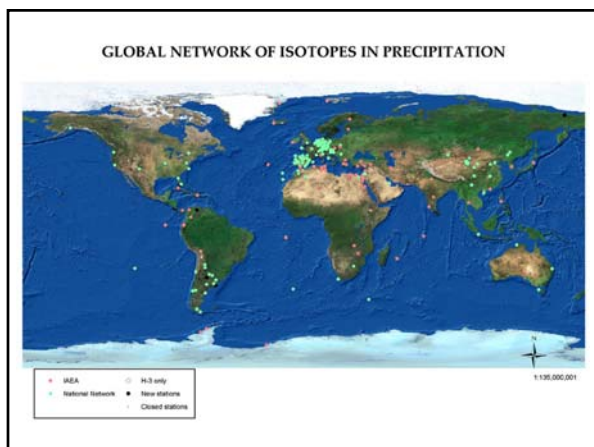 GLOBAL NETWORK OF ISOTOPES IN PRECIPITATION
N
1:135,000,001
IAEA
H-3 only
National Network
New stations
Closed stations